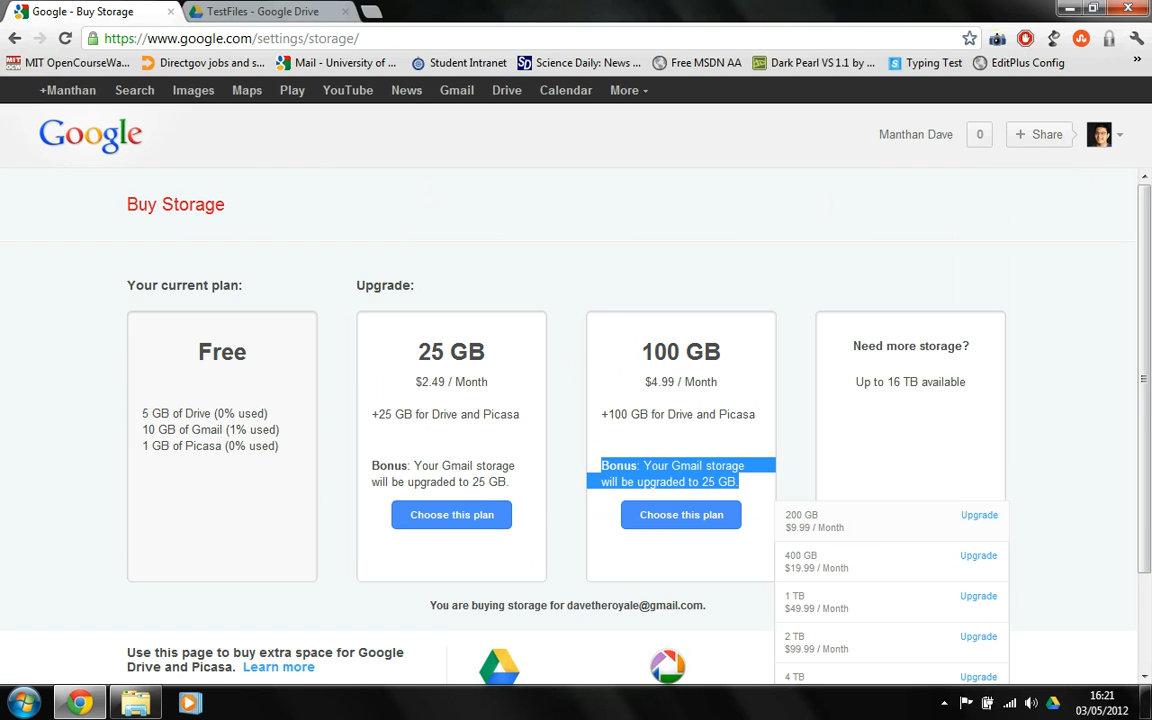 Google - Buy Storage
TestFiles - Google Drive
https://www.google.com/settings/storage/
MIT OpenCourseWa...
Directgov jobs and s...
Mail - University of ...
Student Intranet
Science Daily: News ...
Free MSDN AA
Dark Pearl VS 1.1 by ...
Typing Test
EditPlus Config
»
+Manthan Search Images Maps Play YouTube News Gmail Drive Calendar More
Google
Manthan Dave
0
+ Share
Buy Storage
Your current plan:
Upgrade:
Free
5 GB of Drive (0% used)
10 GB of Gmail (1% used)
1 GB of Picasa (0% used)
25 GB
$2.49 / Month
+25 GB for Drive and Picasa
Bonus: Your Gmail storage
will be upgraded to 25 GB.
Choose this plan
100 GB
$4.99 / Month
+100 GB for Drive and Picasa
Bonus: Your Gmail storage
will be upgraded to 25 GB.
Choose this plan
Need more storage?
Up to 16 TB available
200 GB
$9.99 / Month
Upgrade
400 GB
$19.99 / Month
Upgrade
1 TB
$49.99 / Month
Upgrade
2 TB
$99.99 / Month
Upgrade
4 TB
Upgrade
You are buying storage for davetheroyale@gmail.com.
Use this page to buy extra space for Google
Drive and Picasa. Learn more
16:21
03/05/2012